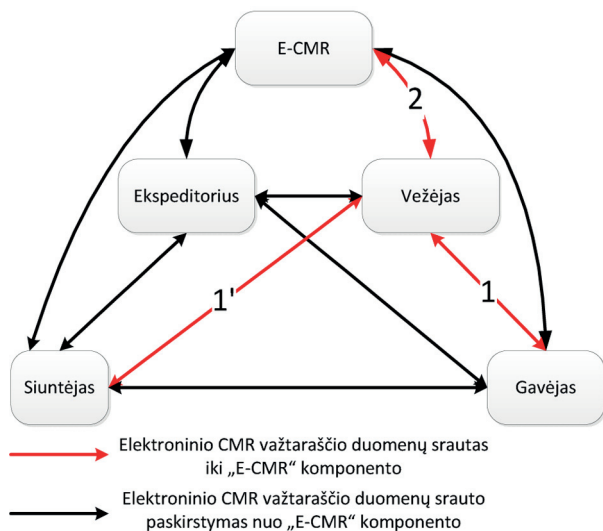 E-CMR
2
Ekspeditorius
Vežėjas
1'
1
Siuntėjas
Gavėjas
Elektroninio CMR važtaraščio duomenų srautas
iki „E-CMR“ komponento
Elektroninio CMR važtaraščio duomenų srauto
paskirstymas nuo „E-CMR“ komponento